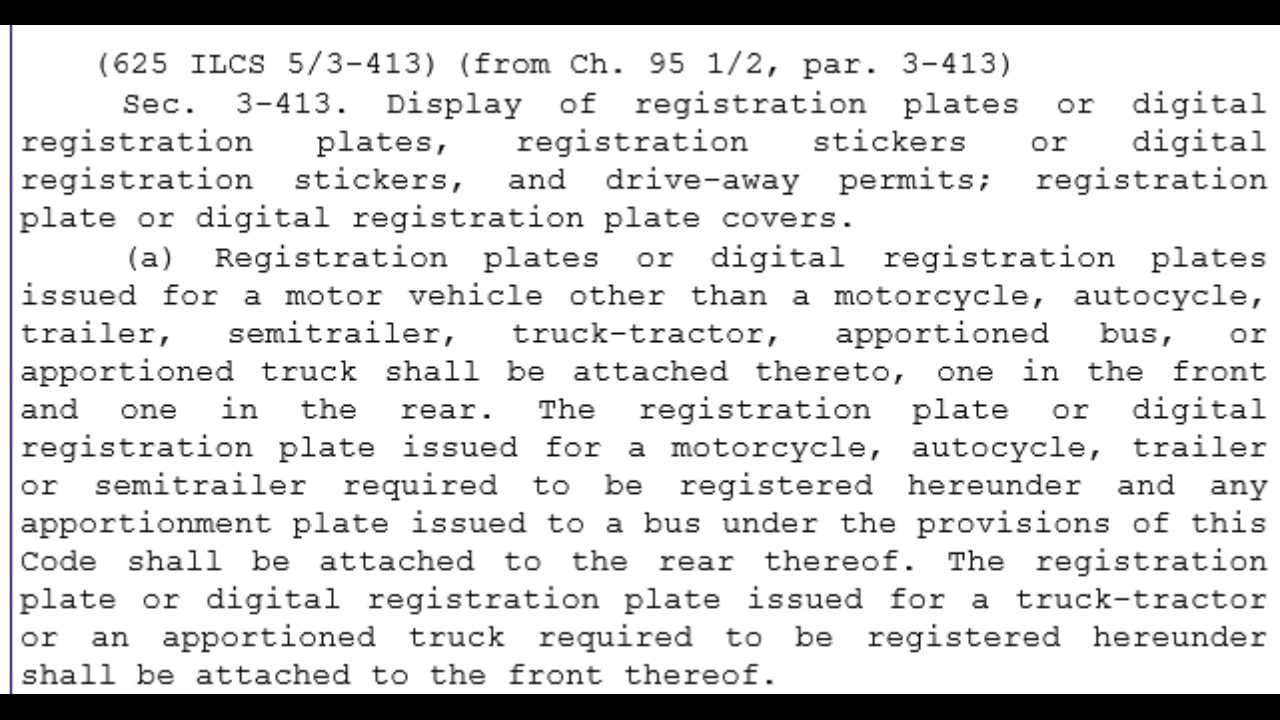 (625 ILCS 5/3-413) (from Ch. 95 1/2, par. 3-413)
Sec. 3-413. Display of registration plates or digital
registration plates, registration stickers or digital
registration stickers, and drive-away permits; registration
plate or digital registration plate covers.
(a) Registration plates or digital registration plates
issued for a motor vehicle other than a motorcycle, autocycle,
trailer, semitrailer, truck-tractor, apportioned bus, or
apportioned truck shall be attached thereto, one in the front
and one in the rear. The registration plate or digital
registration plate issued for a motorcycle, autocycle, trailer
or semitrailer required to be registered hereunder and any
apportionment plate issued to a bus under the provisions of this
Code shall be attached to the rear thereof. The registration
plate or digital registration plate issued for a truck-tractor
or an apportioned truck required to be registered hereunder
shall be attached to the front thereof.